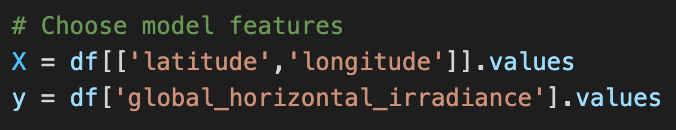 # Choose model features
X = df[['latitude','longitude']].values
y = df['global_horizontal_irradiance'].values